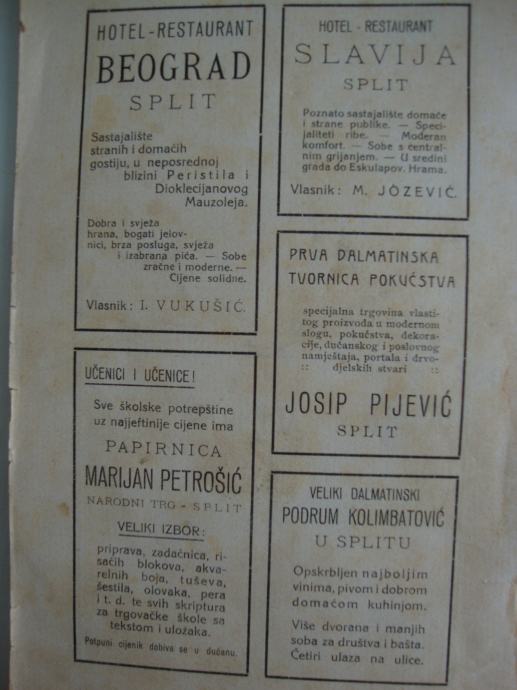 HOTEL-RESTAURANT
BEOGRAD
SPLIT
Sastajalište
stranih i domaćih
gostiju, u neposrednoj
blizini Peristila i
Dioklecijanovog
Mauzoleja.
Dobra i svježa
hrana, bogati jelov-
nici, brza posluga, svježa
i izabrana pića. — Sobe
zračne i moderne. —
Cijene solidne.
Vlasnik: I. VUKUŠIĆ.
HOTEL - RESTAURANT
SLAVIJA
SPLIT
Poznato sastajalište domaće
i strane publike. — Speci-
jaliteti ribe. — Moderan
komfort. — Sobe s central-
nim grijanjem. — U sredini
grada do Eskulapov. Hrama.
Vlasnik: M. JOZEVIĆ.
PRVA DALMATINSKA
TVORNICA POKUĆSTVA
specijalna trgovina vlasti-
tog proizvoda u modernom
slogu, pokućstva, dekora-
cije, dućanskog i poslovnog
namještaja, portala i drvo-
:: djelskih stvari ::
JOSIP PIJEVIĆ
SPLIT
UČENICI I UČENICE!
Sve školske potrepštine
uz najjeftinije cijene ima
PAPIRNICA
MARIJAN PETROŠIĆ
NARODNI TRG - SPLIT
VELIKI IZBOR:
priprava, zadaćnica, ri-
saćih blokova, akva-
relnih boja, tuševa,
šestila, olovaka, pera
i t. d. te svih skriptura
za trgovačke škole sa
tekstom i uložaka.
Potpuni cijenik dobiva se u dućanu.
VELIKI DALMATINSKI
PODRUM KOLIMBATOVIĆ
U SPLITU
Opskrbljen najboljim
vinima, pivom i dobrom
domaćom kuhinjom.
Više dvorana i manjih
soba za društva i bašta.
Četiri ulaza na ulice.